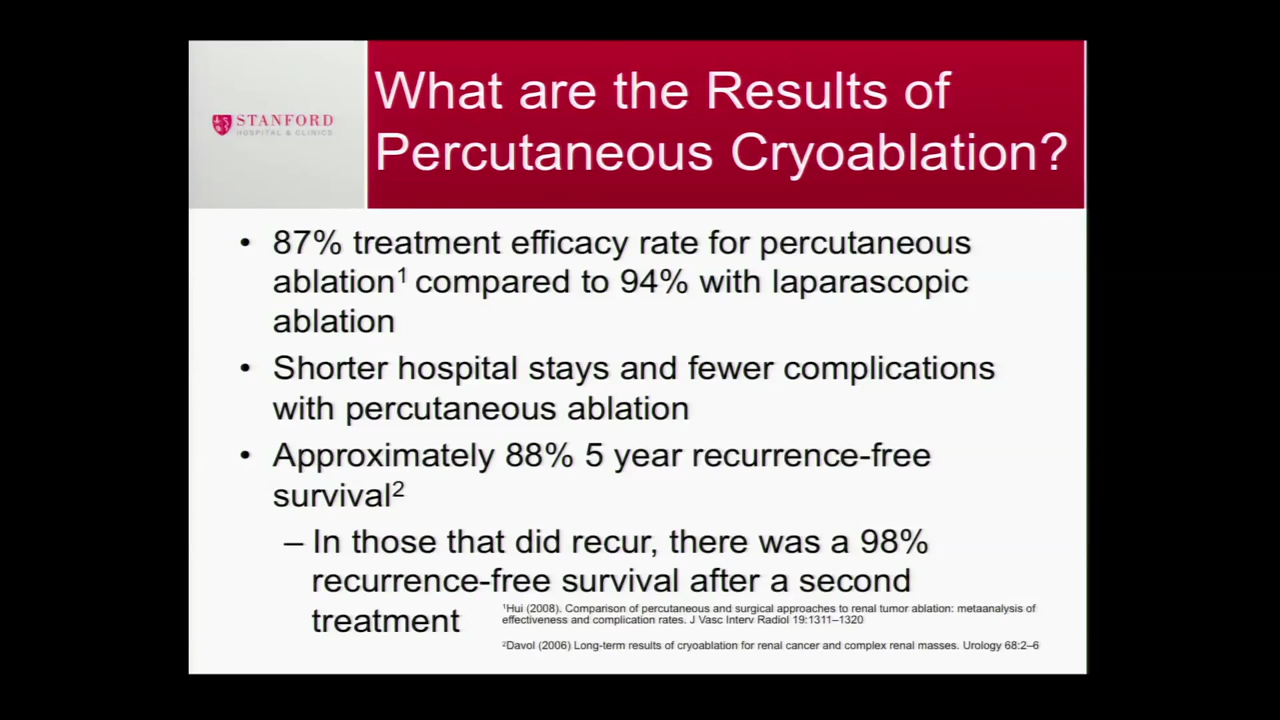 STANFORD
HOSPITAL & CLINICS
What are the Results of
Percutaneous Cryoablation?
• 87% treatment efficacy rate for percutaneous
ablation¹ compared to 94% with laparascopic
ablation
• Shorter hospital stays and fewer complications
with percutaneous ablation
• Approximately 88% 5 year recurrence-free
survival²
– In those that did recur, there was a 98%
recurrence-free survival after a second
treatment
¹Hui (2008). Comparison of percutaneous and surgical approaches to renal tumor ablation: metaanalysis of
effectiveness and complication rates. J Vasc Interv Radiol 19:1311–1320
²Davol (2006) Long-term results of cryoablation for renal cancer and complex renal masses. Urology 68:2–6